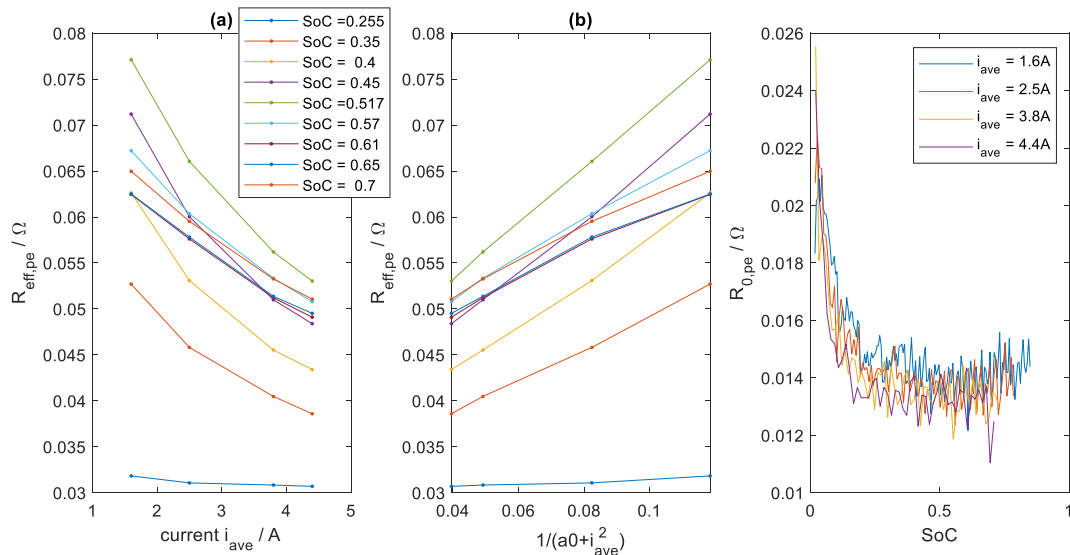 (a)
0.08
0.075
0.07
0.065
0.06
0.055
0.05
0.045
0.04
0.035
0.03
R_eff,pe / Ω
1 2 3 4 5
current i_ave / A
SoC =0.255
SoC = 0.35
SoC = 0.4
SoC = 0.45
SoC =0.517
SoC = 0.57
SoC = 0.61
SoC = 0.65
SoC = 0.7
(b)
0.08
0.075
0.07
0.065
0.06
0.055
0.05
0.045
0.04
0.035
0.03
R_eff,pe / Ω
0.04 0.06 0.08 0.1
1/(a0+i_ave^2)
0.026
0.024
0.022
0.02
0.018
0.016
0.014
0.012
0.01
R_0,pe / Ω
0 0.5 1
SoC
i_ave = 1.6A
i_ave = 2.5A
i_ave = 3.8A
i_ave = 4.4A